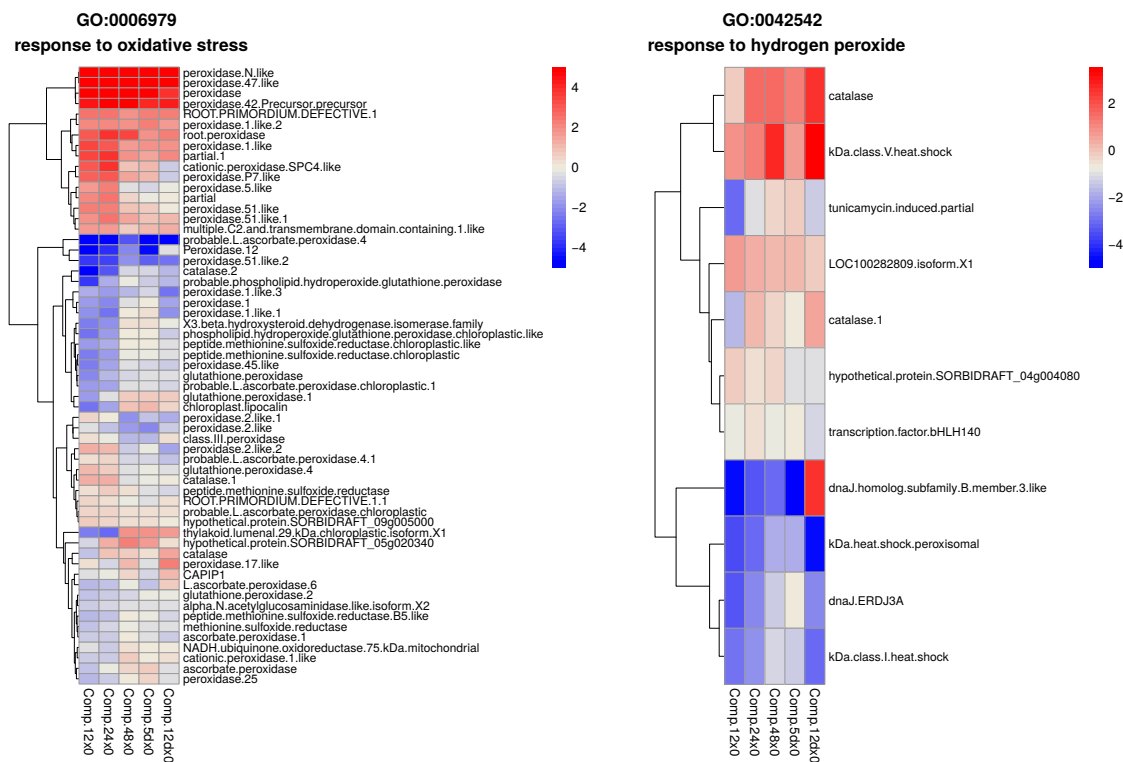 GO:0006979
response to oxidative stress
peroxidase.N.like
peroxidase.47.like
peroxidase
peroxidase.42.Precursor.precursor
ROOT.PRIMORDIUM.DEFECTIVE.1
peroxidase.1.like.2
root.peroxidase
peroxidase.1.like
partial.1
cationic.peroxidase.SPC4.like
peroxidase.P7.like
peroxidase.5.like
partial
peroxidase.51.like
peroxidase.51.like.1
multiple.C2.and.transmembrane.domain.containing.1.like
probable.L.ascorbate.peroxidase.4
Peroxidase.12
peroxidase.51.like.2
catalase.2
probable.phospholipid.hydroperoxide.glutathione.peroxidase
peroxidase.1.like.3
peroxidase.1
peroxidase.1.like.1
X3.beta.hydroxysteroid.dehydrogenase.isomerase.family
phospholipid.hydroperoxide.glutathione.peroxidase.chloroplastic.like
peptide.methionine.sulfoxide.reductase.chloroplastic.like
peptide.methionine.sulfoxide.reductase.chloroplastic
peroxidase.45.like
glutathione.peroxidase
probable.L.ascorbate.peroxidase.chloroplastic.1
glutathione.peroxidase.1
chloroplast.lipocalin
peroxidase.2.like.1
peroxidase.2.like
class.III.peroxidase
peroxidase.2.like.2
probable.L.ascorbate.peroxidase.4.1
glutathione.peroxidase.4
catalase.1
peptide.methionine.sulfoxide.reductase
ROOT.PRIMORDIUM.DEFECTIVE.1.1
probable.L.ascorbate.peroxidase.chloroplastic
hypothetical.protein.SORBIDRAFT_09g005000
thylakoid.lumenal.29.kDa.chloroplastic.isoform.X1
hypothetical.protein.SORBIDRAFT_05g020340
catalase
peroxidase.17.like
CAPIP1
L.ascorbate.peroxidase.6
glutathione.peroxidase.2
alpha.N.acetylglucosaminidase.like.isoform.X2
peptide.methionine.sulfoxide.reductase.B5.like
methionine.sulfoxide.reductase
ascorbate.peroxidase.1
NADH.ubiquinone.oxidoreductase.75.kDa.mitochondrial
cationic.peroxidase.1.like
ascorbate.peroxidase
peroxidase.25
Comp.12x0
Comp.24x0
Comp.48x0
Comp.5dx0
Comp.12dx0
4
2
0
−2
−4
GO:0042542
response to hydrogen peroxide
catalase
kDa.class.V.heat.shock
tunicamycin.induced.partial
LOC100282809.isoform.X1
catalase.1
hypothetical.protein.SORBIDRAFT_04g004080
transcription.factor.bHLH140
dnaJ.homolog.subfamily.B.member.3.like
kDa.heat.shock.peroxisomal
dnaJ.ERDJ3A
kDa.class.I.heat.shock
Comp.12x0
Comp.24x0
Comp.48x0
Comp.5dx0
Comp.12dx0
2
0
−2
−4